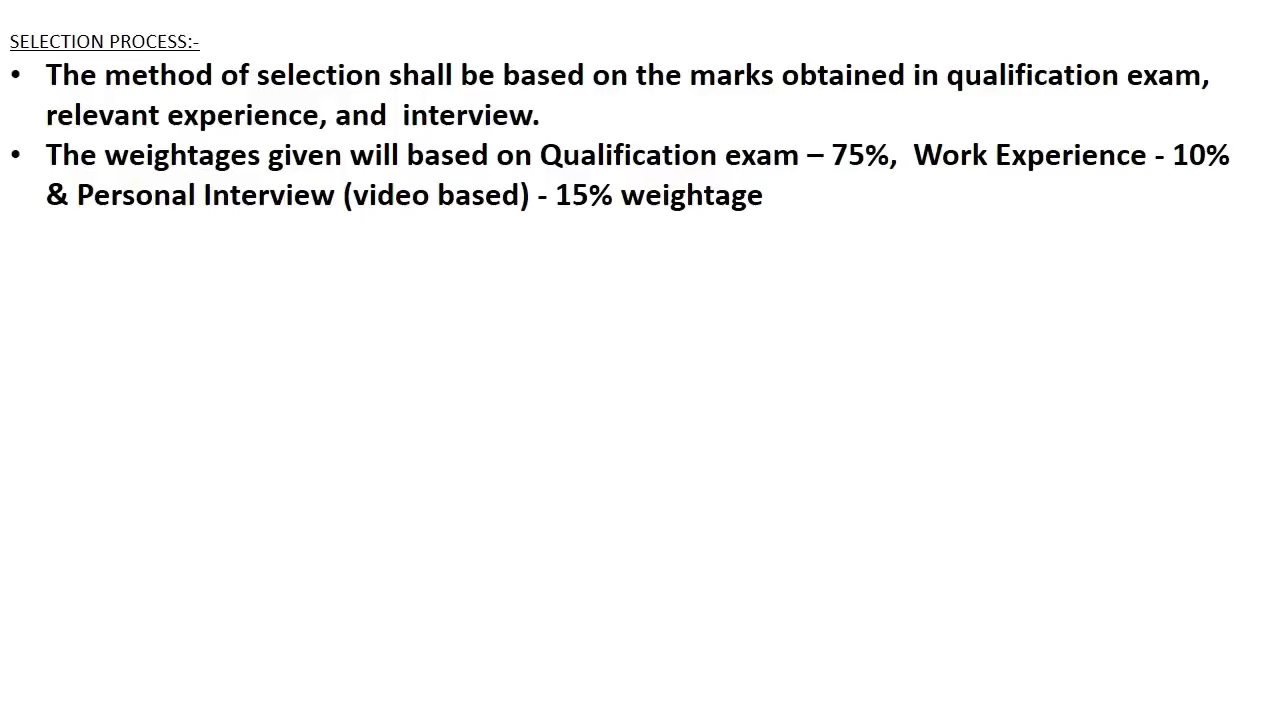 SELECTION PROCESS:-
• The method of selection shall be based on the marks obtained in qualification exam,
relevant experience, and  interview.
• The weightages given will based on Qualification exam – 75%,  Work Experience - 10%
& Personal Interview (video based) - 15% weightage